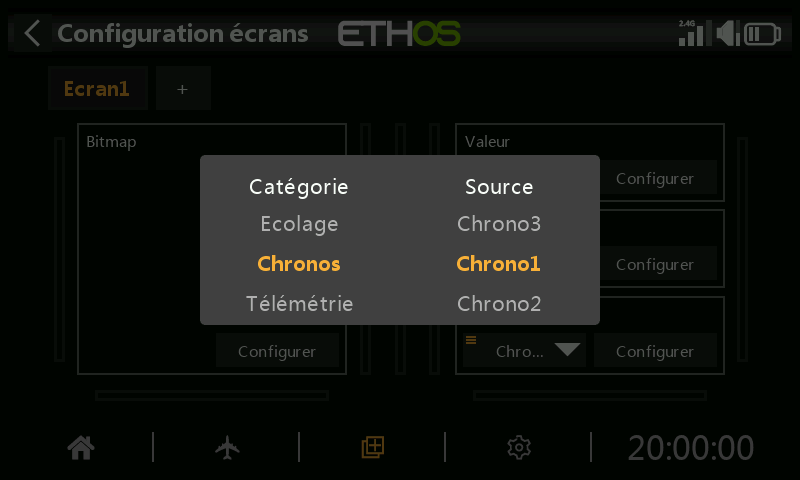 Configuration écrans
ETHOS
2.4G
Ecran1
+
Bitmap
Valeur
Configurer
Catégorie
Source
Ecolage
Chrono3
Chronos
Chrono1
Configurer
Télémétrie
Chrono2
Configurer
Chro...
Configurer
20:00:00